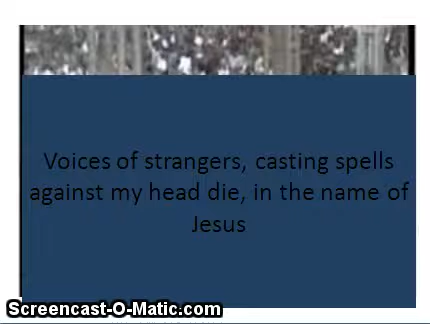 Voices of strangers, casting spells
against my head die, in the name of
Jesus
Screencast-O-Matic.com